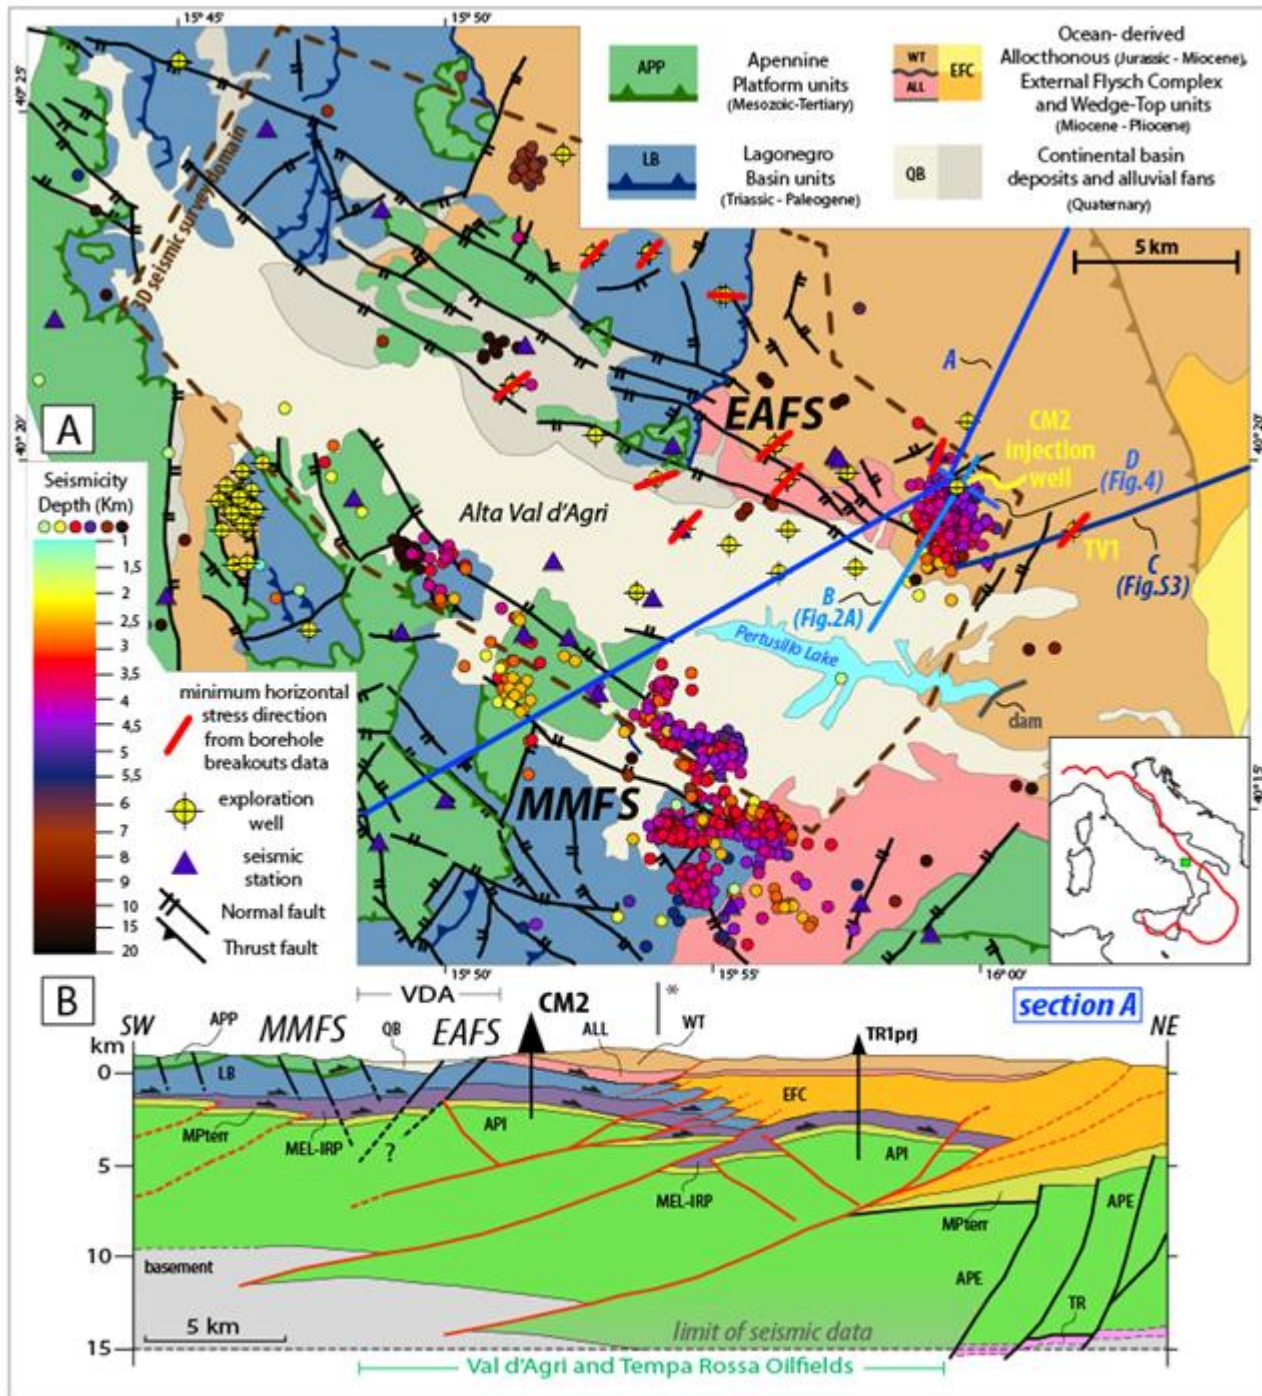 15° 45'
15° 50'
40° 25'
APP
Apennine
Platform units
(Mesozoic-Tertiary)
WT
ALL
EFC
Ocean- derived
Allocthonous (Jurassic - Miocene),
External Flysch Complex
and Wedge-Top units
(Miocene - Pliocene)
LB
Lagonegro
Basin units
(Triassic - Paleogene)
QB
Continental basin
deposits and alluvial fans
(Quaternary)
3D seismic survey domain
5 km
A
A
EAFS
40° 20'
40° 20'
CM2
injection
well
D
(Fig.4)
Seismicity
Depth (Km)
1
1,5
2
2,5
3
3,5
4
4,5
5
5,5
6
7
8
9
10
15
20
Alta Val d'Agri
TV1
C
(Fig.S3)
B
(Fig.2A)
Pertusillo Lake
dam
minimum horizontal
stress direction
from borehole
breakouts data
exploration
well
seismic
station
Normal fault
Thrust fault
MMFS
40° 15'
15° 50'
15° 55'
16° 00'
B
VDA
CM2
*
section A
SW
APP
MMFS
QB
EAFS
ALL
WT
TR1prj
NE
km
0
LB
EFC
MPterr
MEL-IRP
?
API
API
5
MEL-IRP
MPterr
APE
10
basement
APE
TR
5 km
limit of seismic data
15
Val d'Agri and Tempa Rossa Oilfields